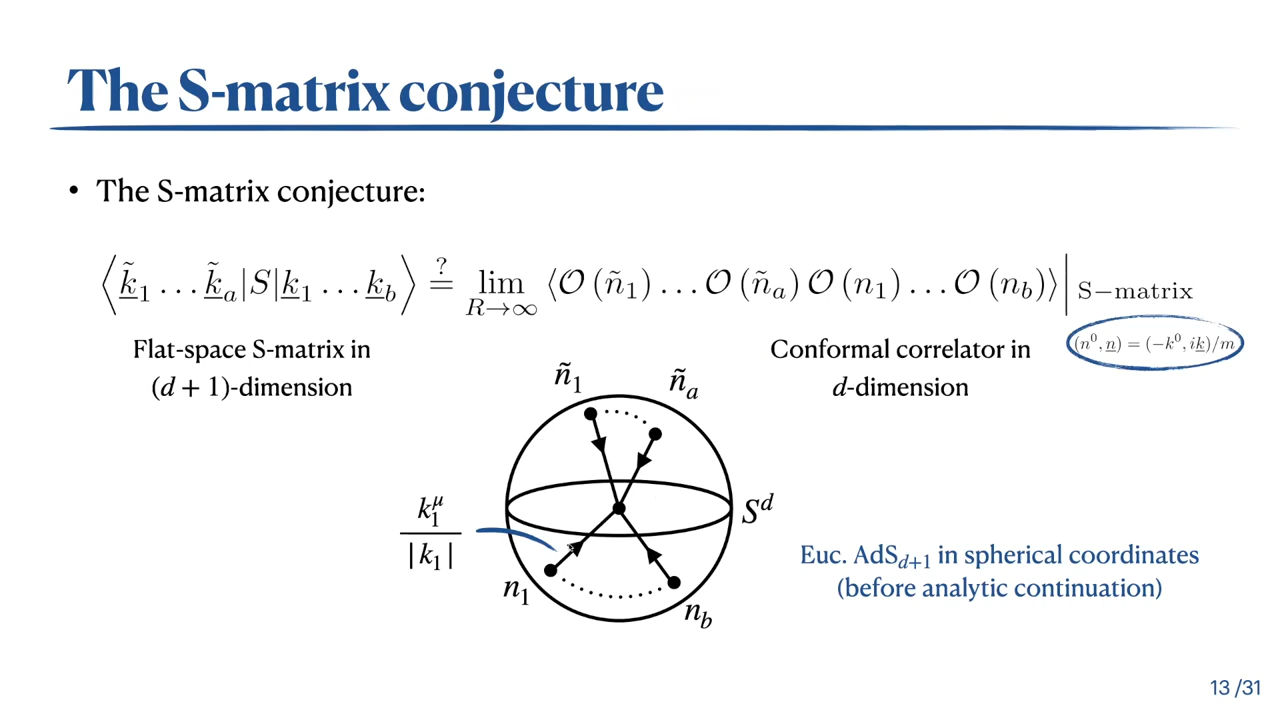 The S-matrix conjecture
• The S-matrix conjecture:
⟨k̲̃₁ … k̲̃ₐ|S|k̲₁ … k̲_b⟩ =^? lim_{R→∞} ⟨𝒪 (ñ₁) … 𝒪 (ñₐ) 𝒪 (n₁) … 𝒪 (n_b)⟩|_{S−matrix}
(n⁰, n̲) = (−k⁰, ik̲)/m
Flat-space S-matrix in
(d + 1)-dimension
Conformal correlator in
d-dimension
ñ₁
ñₐ
k₁^μ
|k₁|
S^d
n₁
n_b
Euc. AdS_{d+1} in spherical coordinates
(before analytic continuation)
13 /31